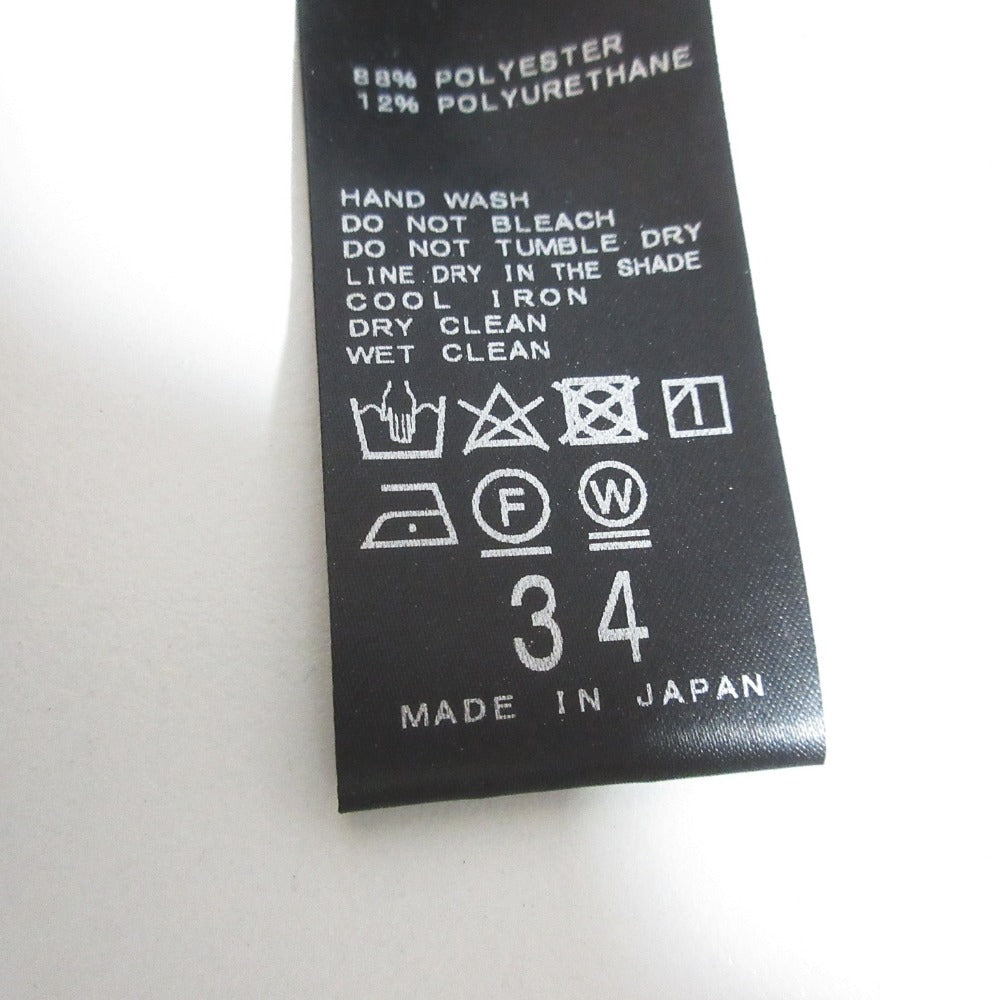 88% POLYESTER
12% POLYURETHANE
HAND WASH
DO NOT BLEACH
DO NOT TUMBLE DRY
LINE DRY IN THE SHADE
COOL IRON
DRY CLEAN
WET CLEAN
F W
34
MADE IN JAPAN